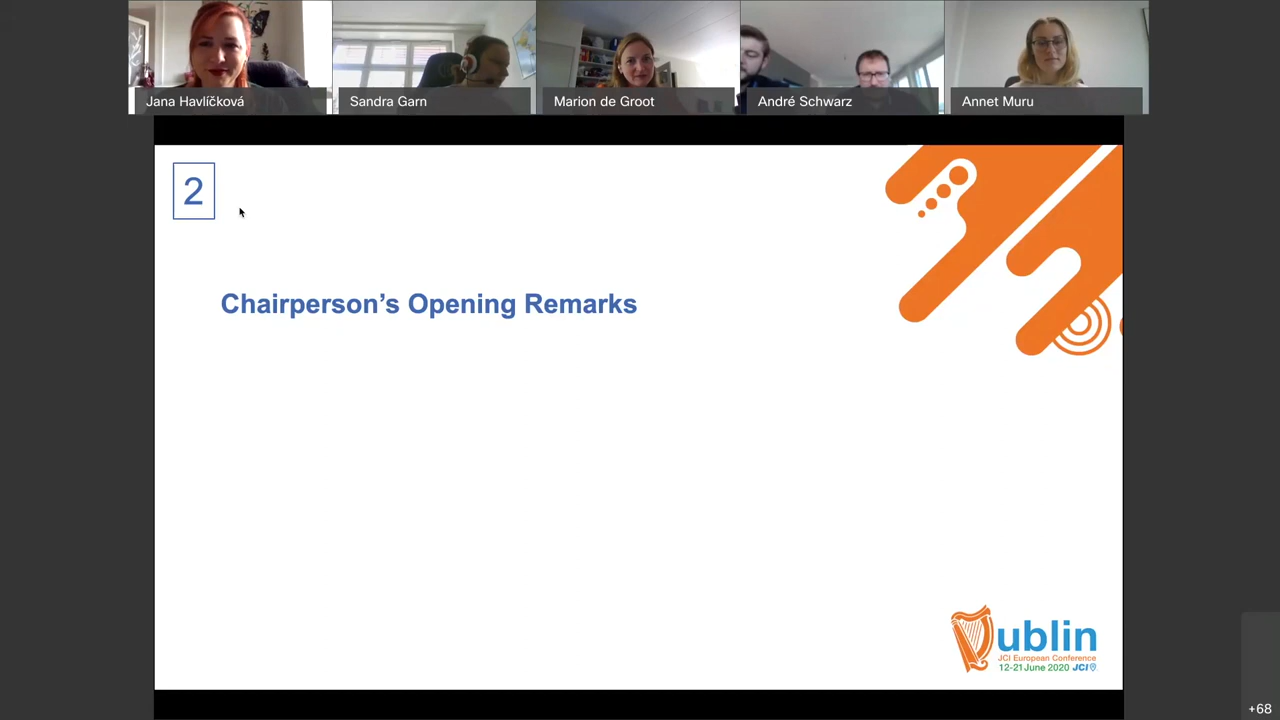 Jana Havlíčková
Sandra Garn
Marion de Groot
André Schwarz
Annet Muru
2
Chairperson’s Opening Remarks
Dublin
JCI European Conference
12-21 June 2020 JCI
+68